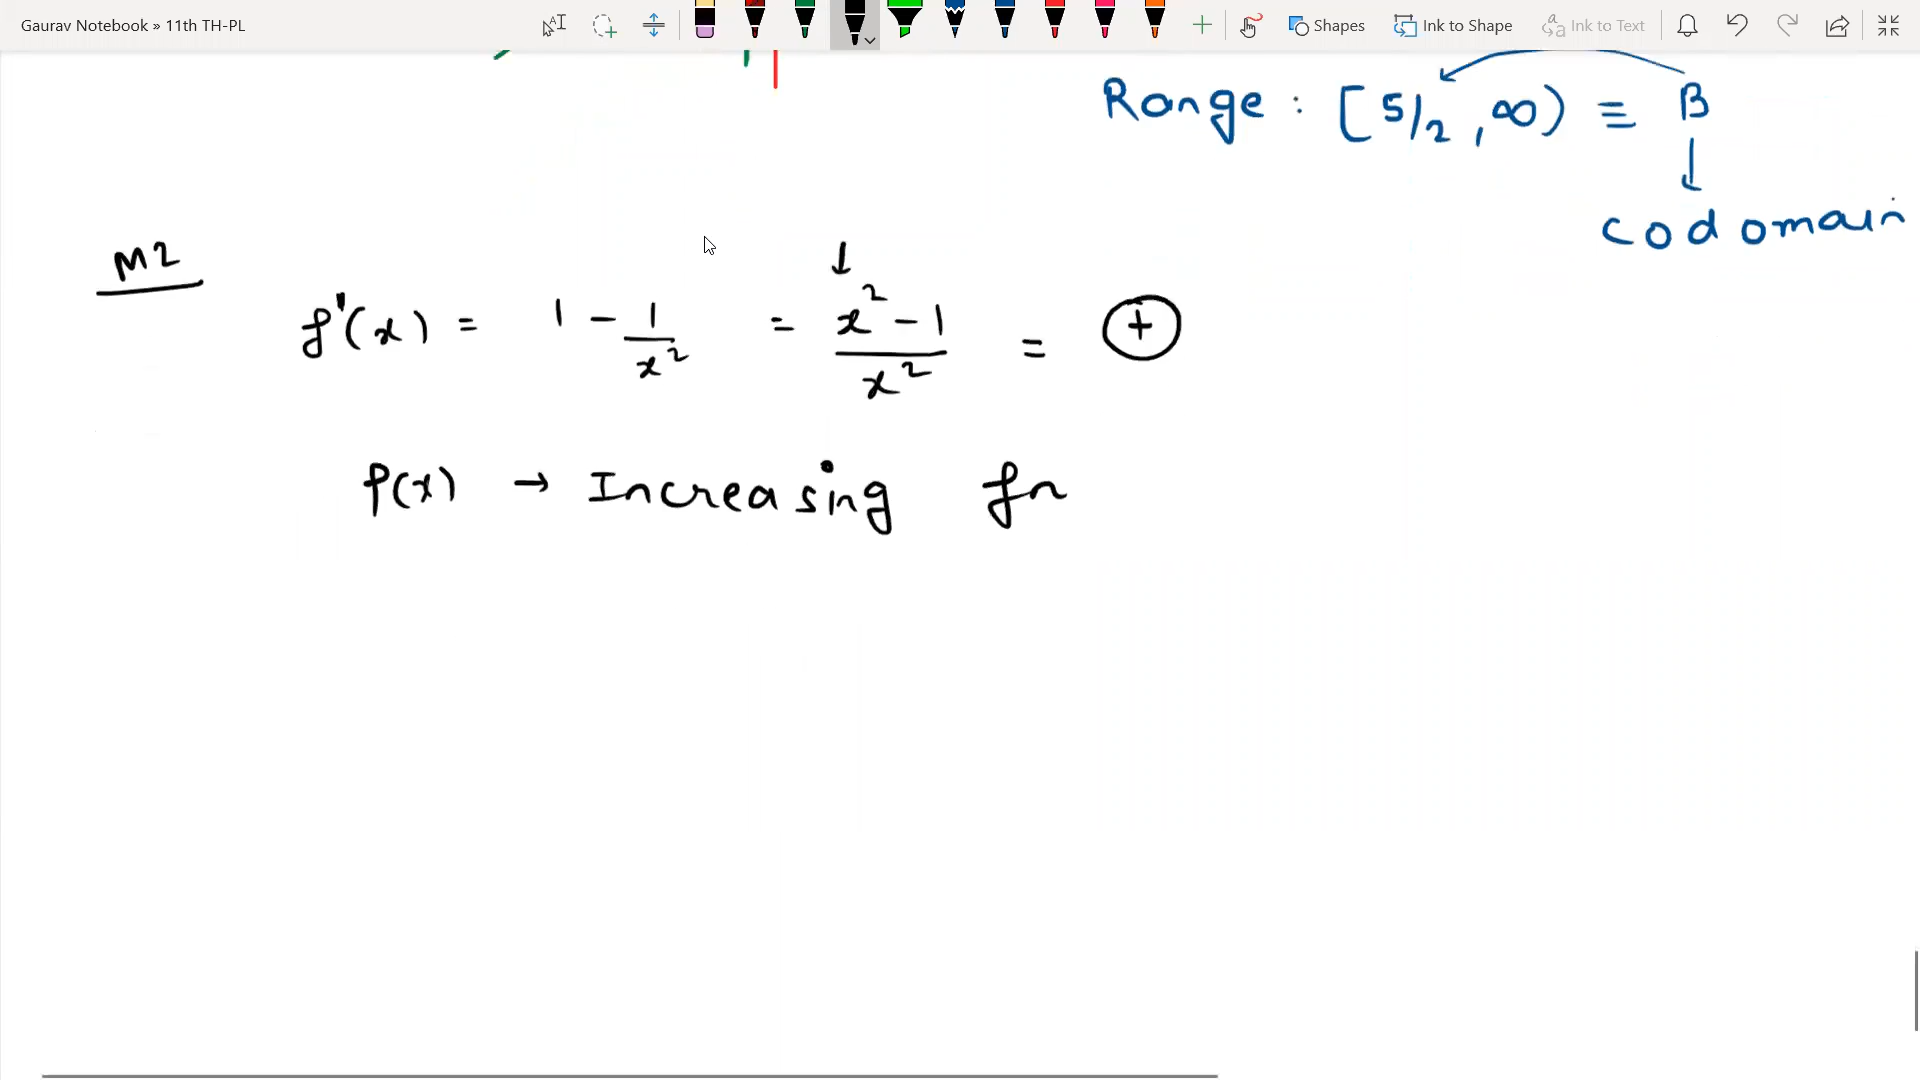 Gaurav Notebook » 11th TH-PL
Shapes
Ink to Shape
Ink to Text
Range : [5/2, ∞) ≡ B
codomain
M2
f'(x) = 1 - 1/x² = x² - 1/x² = +
f(x) → Increasing fn